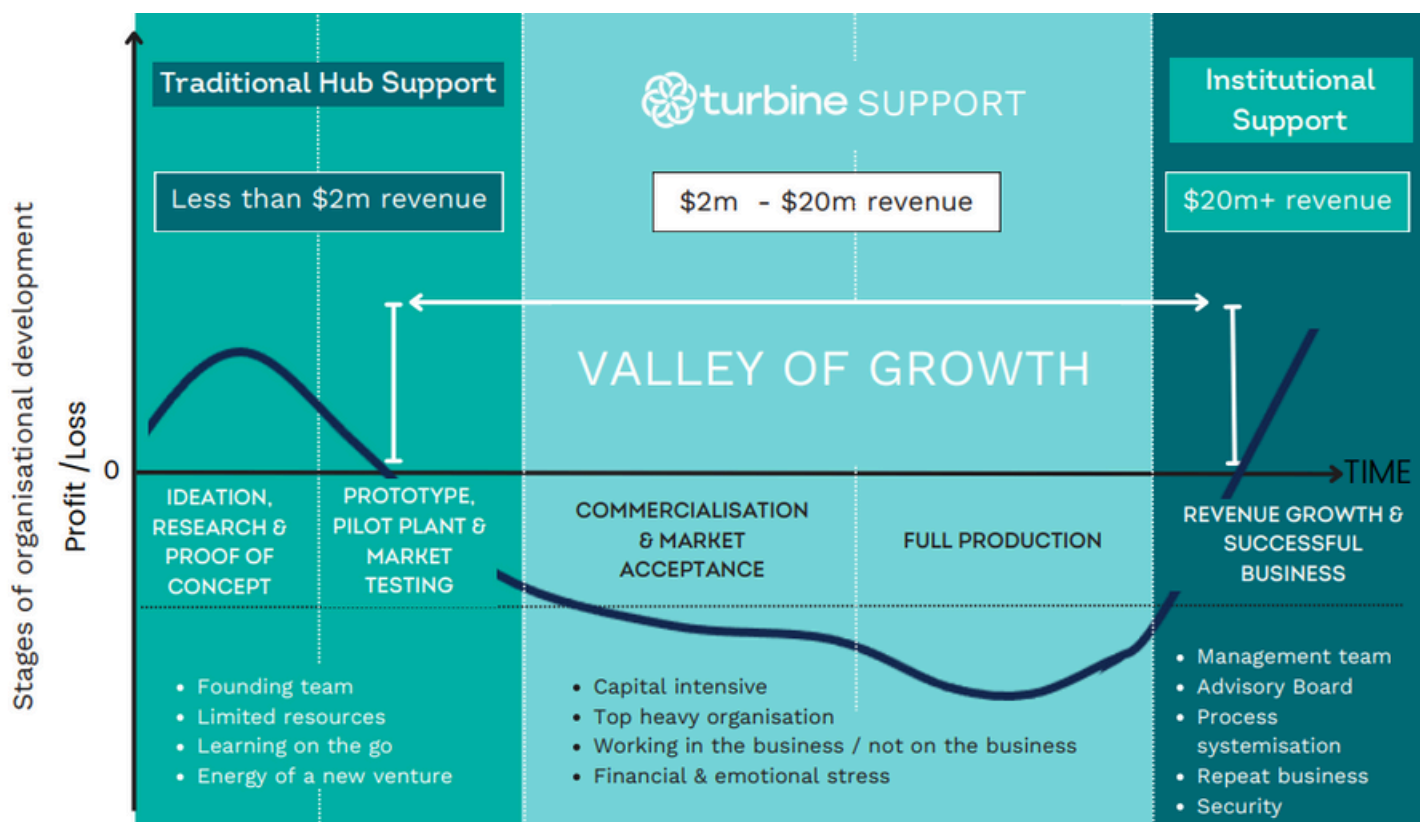 Traditional Hub Support
Less than $2m revenue
turbine SUPPORT
$2m - $20m revenue
Institutional
Support
$20m+ revenue
Stages of organisational development
Profit /Loss
0
VALLEY OF GROWTH
TIME
IDEATION,
RESEARCH &
PROOF OF
CONCEPT
PROTOTYPE,
PILOT PLANT &
MARKET
TESTING
COMMERCIALISATION
& MARKET
ACCEPTANCE
FULL PRODUCTION
REVENUE GROWTH &
SUCCESSFUL
BUSINESS
• Founding team
• Limited resources
• Learning on the go
• Energy of a new venture
• Capital intensive
• Top heavy organisation
• Working in the business / not on the business
• Financial & emotional stress
• Management team
• Advisory Board
• Process
systemisation
• Repeat business
• Security